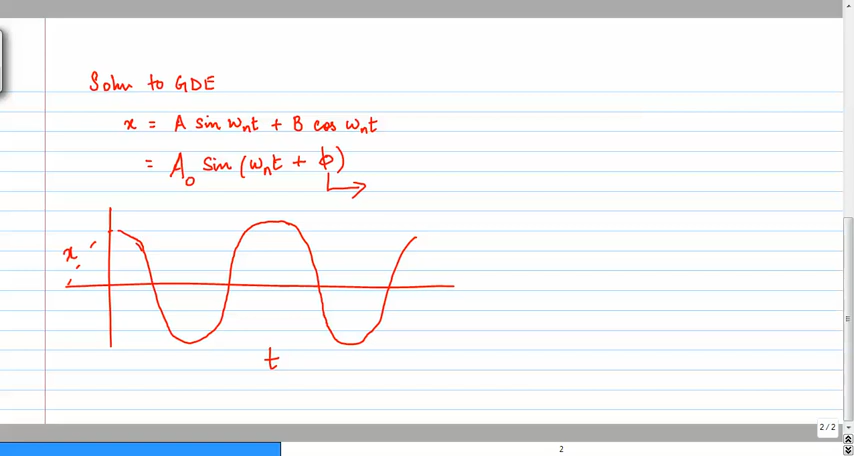 Soln to GDE
x = A sin ωnt + B cos ωnt
= A0 sin (ωnt + ϕ)
x
t
2 / 2
2